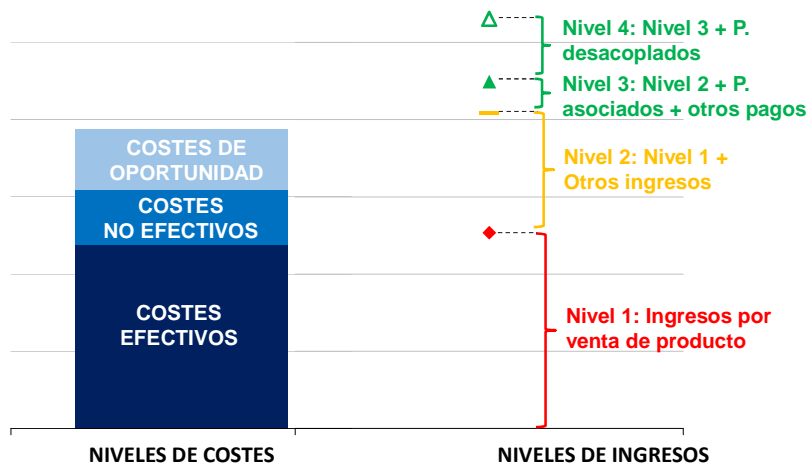 Nivel 4: Nivel 3 + P.
desacoplados
Nivel 3: Nivel 2 + P.
asociados + otros pagos
COSTES DE
OPORTUNIDAD
Nivel 2: Nivel 1 +
Otros ingresos
COSTES
NO EFECTIVOS
COSTES
EFECTIVOS
Nivel 1: Ingresos por
venta de producto
NIVELES DE COSTES
NIVELES DE INGRESOS